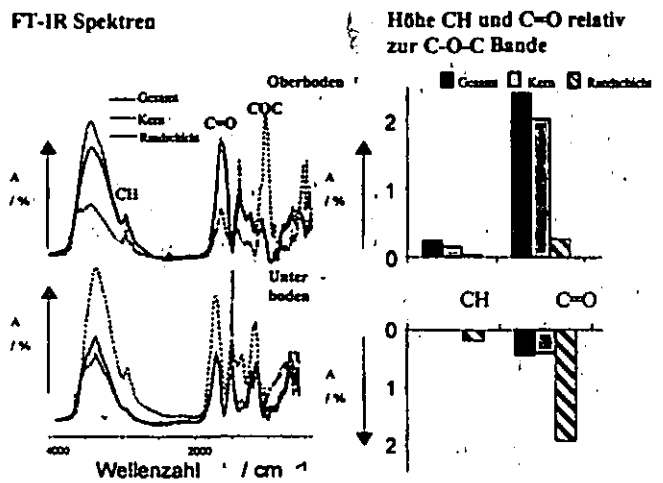 FT-IR Spektren
Höhe CH und C=O relativ
zur C-O-C Bande
Oberboden
Gesamt
Kern
Randschicht
C=O
COC
CH
A
/ %
Unter
boden
A
/ %
4000
2000
Wellenzahl / cm -1
Gesamt Kern Randschicht
2
1
0
A
/ %
CH C=O
0
1
2
A
/ %